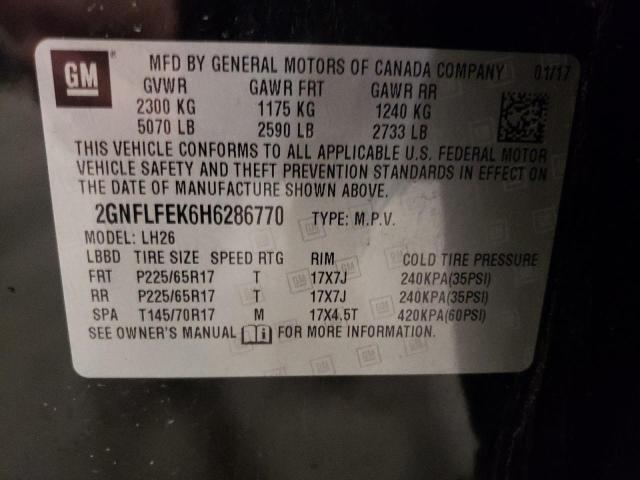 GM
MFD BY GENERAL MOTORS OF CANADA COMPANY 01/17
GVWR GAWR FRT GAWR RR
2300 KG 1175 KG 1240 KG
5070 LB 2590 LB 2733 LB
THIS VEHICLE CONFORMS TO ALL APPLICABLE U.S. FEDERAL MOTOR
VEHICLE SAFETY AND THEFT PREVENTION STANDARDS IN EFFECT ON
THE DATE OF MANUFACTURE SHOWN ABOVE.
2GNFLFEK6H6286770 TYPE: M.P.V.
MODEL: LH26
LBBD TIRE SIZE SPEED RTG RIM COLD TIRE PRESSURE
FRT P225/65R17 T 17X7J 240KPA(35PSI)
RR P225/65R17 T 17X7J 240KPA(35PSI)
SPA T145/70R17 M 17X4.5T 420KPA(60PSI)
SEE OWNER'S MANUAL FOR MORE INFORMATION.